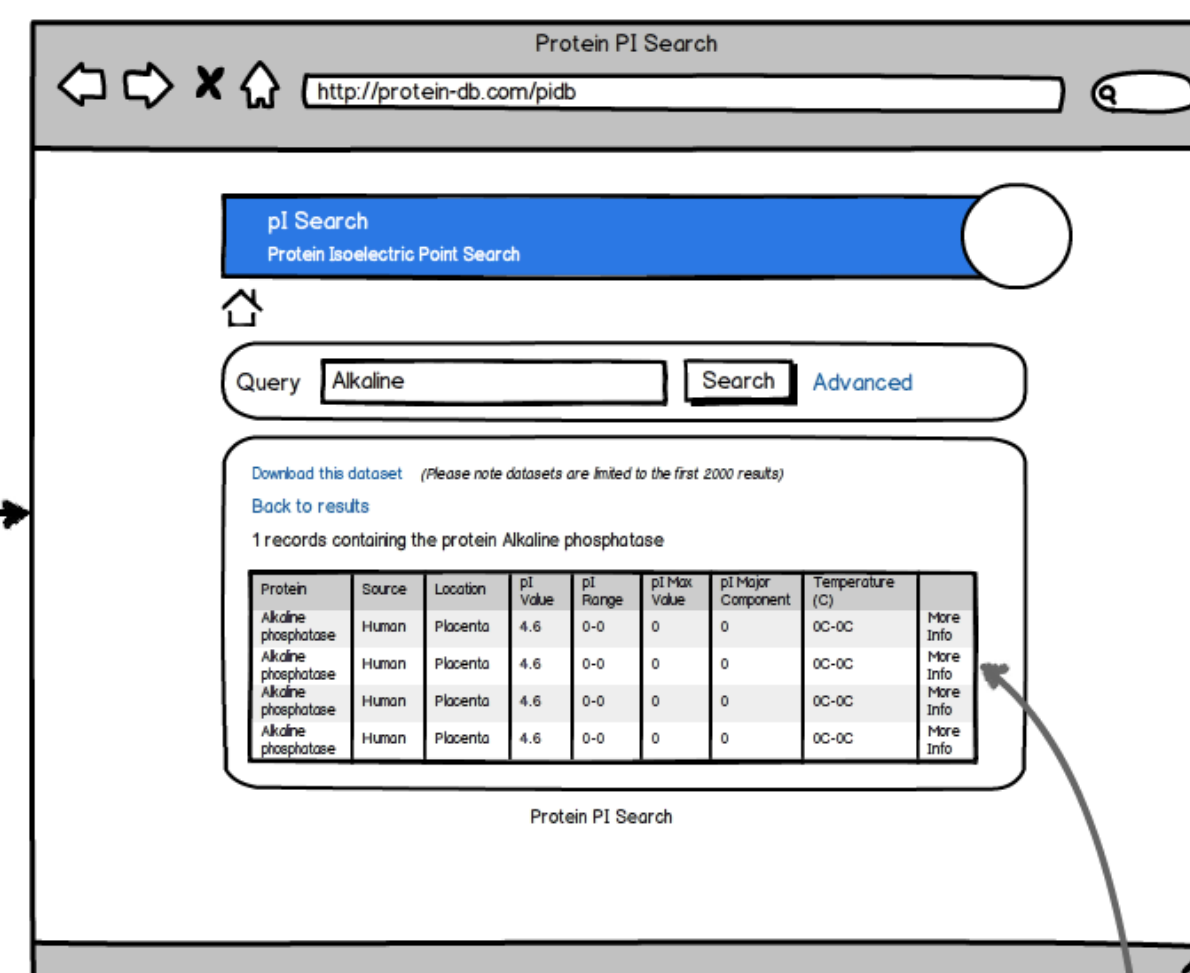 Protein PI Search
http://protein-db.com/pidb
pI Search
Protein Isoelectric Point Search
Query Alkaline Search Advanced
Download this dataset (Please note datasets are limited to the first 2000 results)
Back to results
1 records containing the protein Alkaline phosphatase
Protein Source Location pI Value pI Range pI Max Value pI Major Component Temperature (C)
Alkaline phosphatase Human Placenta 4.6 0-0 0 0 0C-0C More Info
Alkaline phosphatase Human Placenta 4.6 0-0 0 0 0C-0C More Info
Alkaline phosphatase Human Placenta 4.6 0-0 0 0 0C-0C More Info
Alkaline phosphatase Human Placenta 4.6 0-0 0 0 0C-0C More Info
Protein PI Search